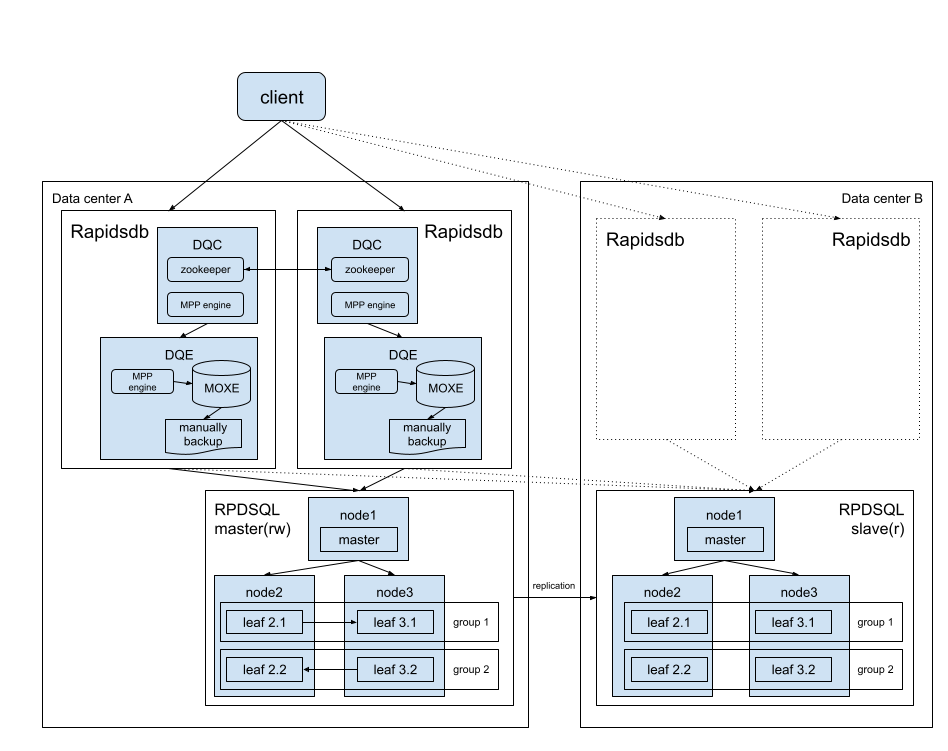 client
Data center A
Rapidsdb
DQC
zookeeper
MPP engine
DQE
MPP
engine
MOXE
manually
backup
Rapidsdb
DQC
zookeeper
MPP engine
DQE
MPP
engine
MOXE
manually
backup
RPDSQL
master(rw)
node1
master
node2
node3
leaf 2.1
leaf 3.1
group 1
leaf 2.2
leaf 3.2
group 2
replication
Data center B
Rapidsdb
Rapidsdb
RPDSQL
slave(r)
node1
master
node2
node3
leaf 2.1
leaf 3.1
group 1
leaf 2.2
leaf 3.2
group 2